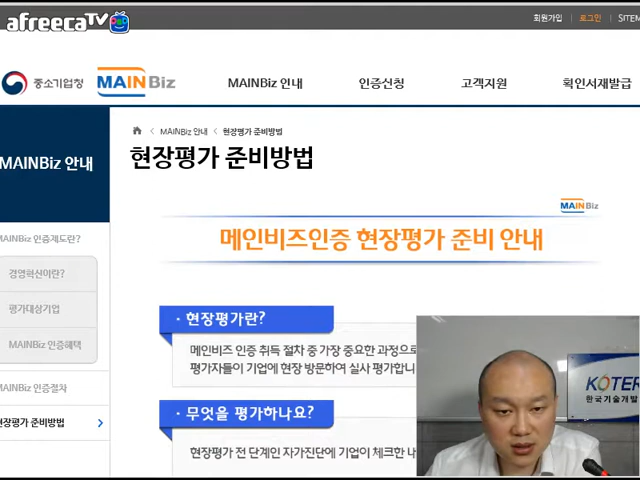 afreecaTV
회원가입 로그인 SITEM
중소기업청 MAINBiz MAINBiz 안내 인증신청 고객지원 확인서재발급
MAINBiz 안내 < 현장평가 준비방법
현장평가 준비방법
MAINBiz 안내
MAINBiz
메인비즈인증 현장평가 준비 안내
MAINBiz 인증제도란?
경영혁신이란?
평가대상기업
MAINBiz 인증혜택
MAINBiz 인증절차
현장평가 준비방법
· 현장평가란?
메인비즈 인증 취득 절차 중 가장 중요한 과정으로
평가자들이 기업에 현장 방문하여 실사 평가합니
· 무엇을 평가하나요?
현장평가 전 단계인 자가진단에 기업이 체크한 내
KOTER
한국기술개발